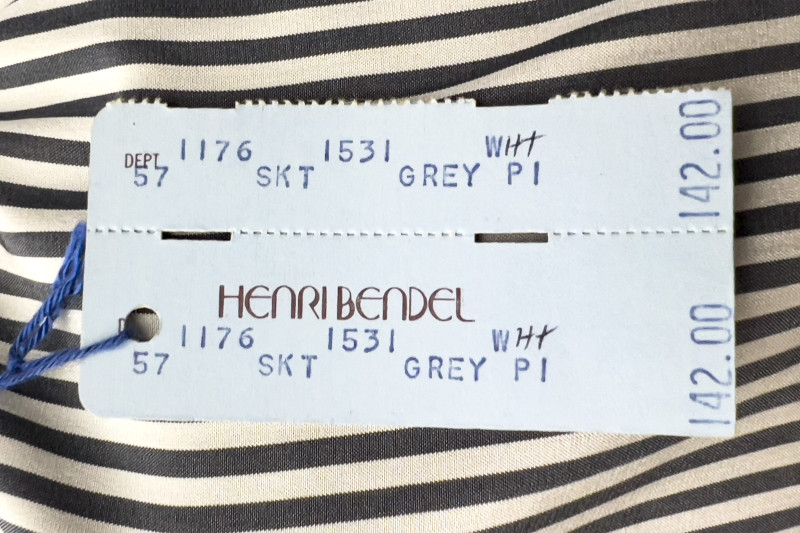 1176 1531 WHT
DEPT
57 SKT GREY PI
142.00
HENRI BENDEL
1176 1531 WHT
57 SKT GREY PI
142.00